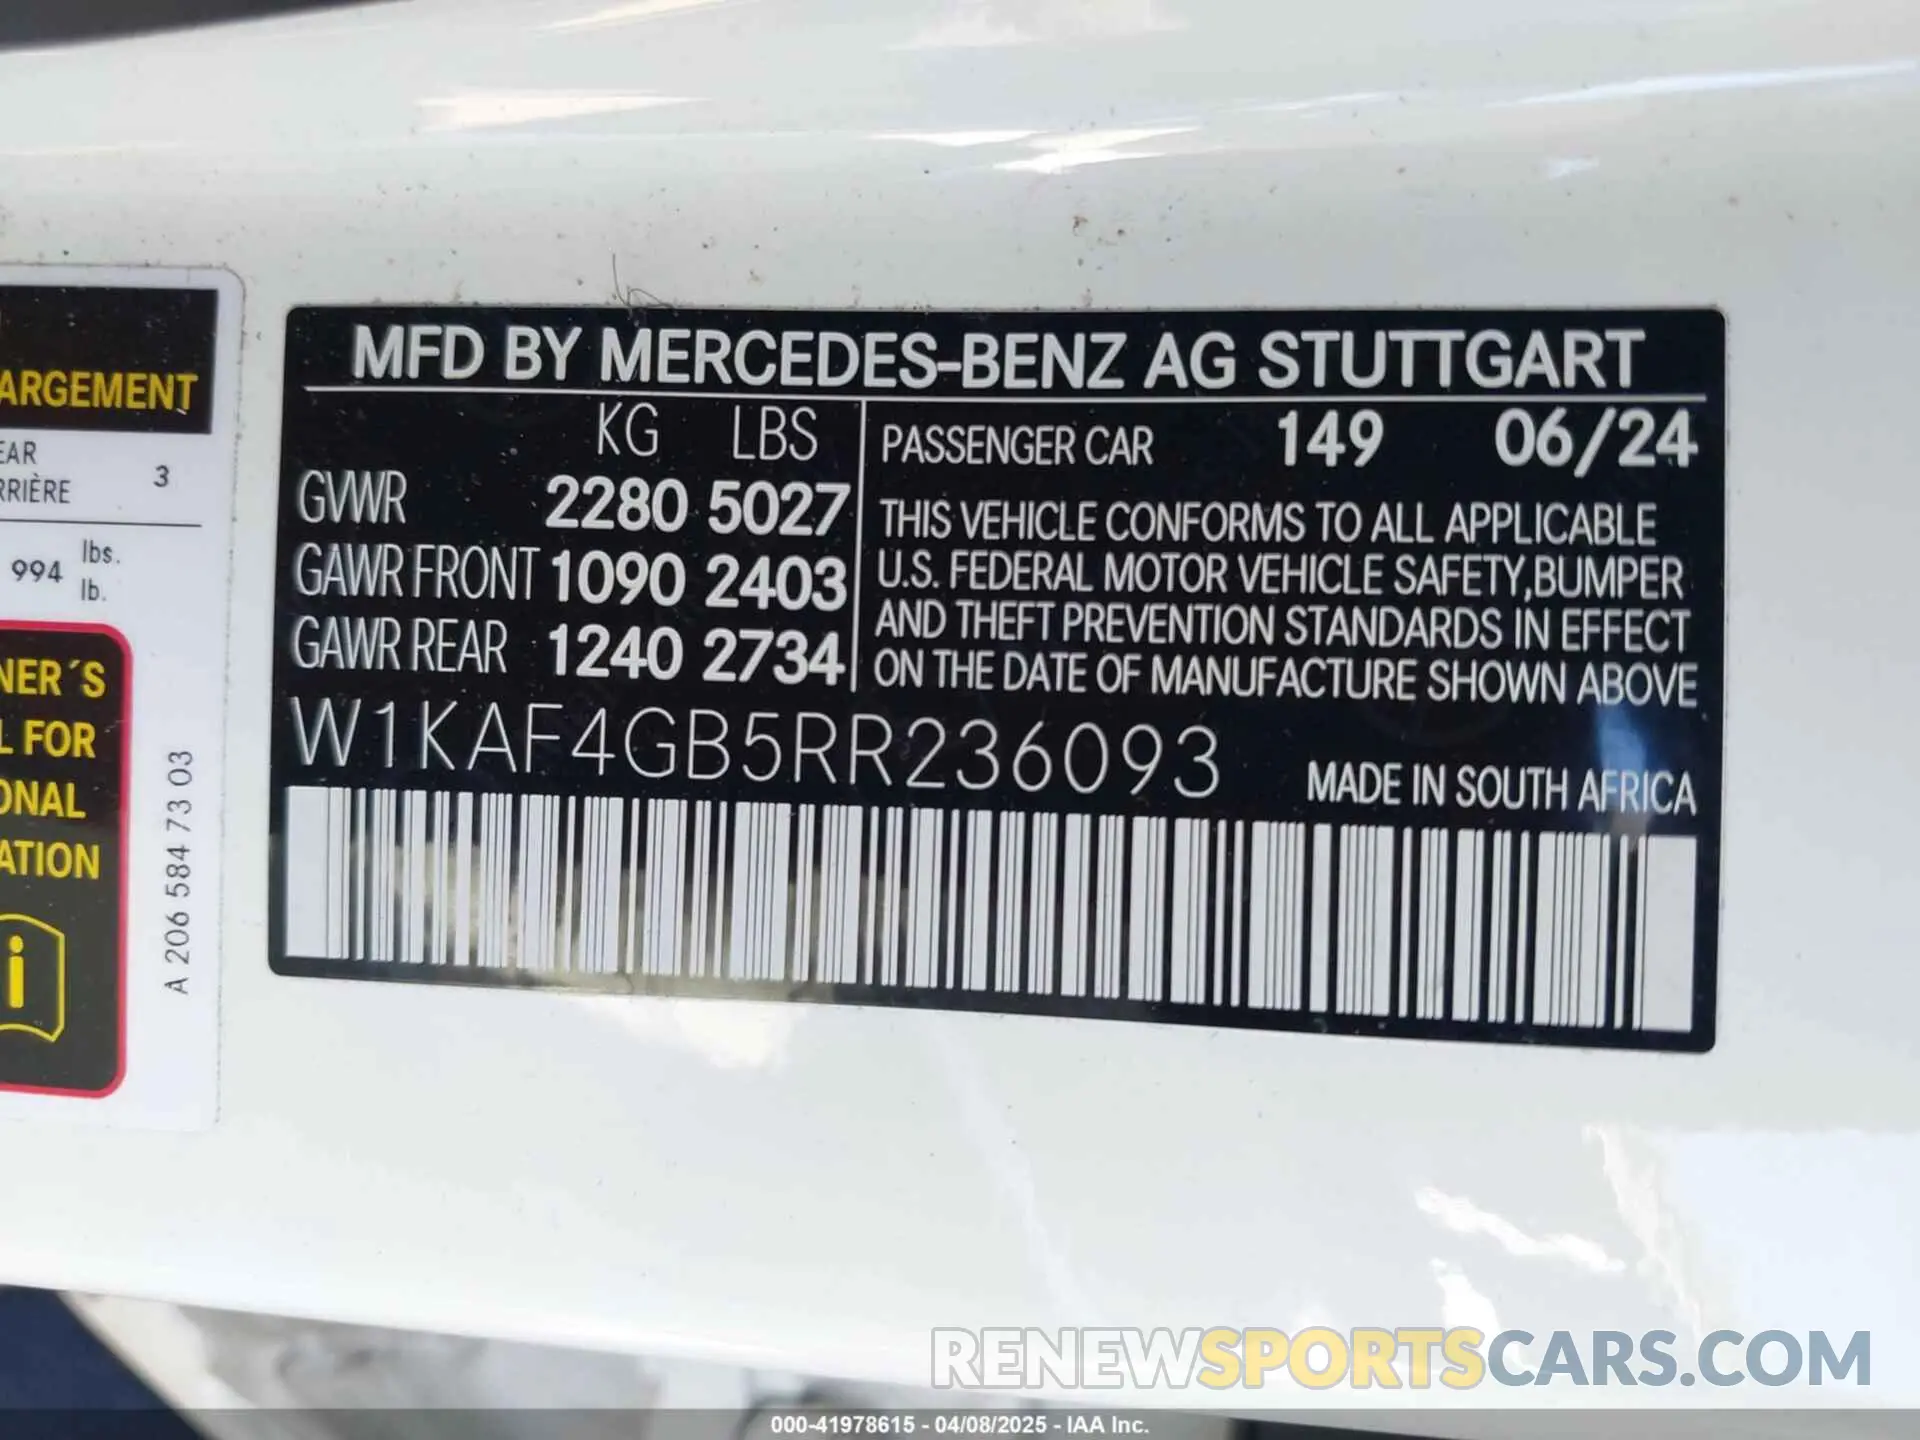 ARGEMENT
EAR
RRIÈRE
3
994 lbs.
lb.
NER´S
L FOR
ONAL
ATION
i
A 206 584 73 03
MFD BY MERCEDES-BENZ AG STUTTGART
KG LBS
GVWR 2280 5027
GAWR FRONT 1090 2403
GAWR REAR 1240 2734
PASSENGER CAR 149 06/24
THIS VEHICLE CONFORMS TO ALL APPLICABLE
U.S. FEDERAL MOTOR VEHICLE SAFETY,BUMPER
AND THEFT PREVENTION STANDARDS IN EFFECT
ON THE DATE OF MANUFACTURE SHOWN ABOVE
W1KAF4GB5RR236093
MADE IN SOUTH AFRICA
RENEWSPORTSCARS.COM
000-41978615 - 04/08/2025 - IAA Inc.